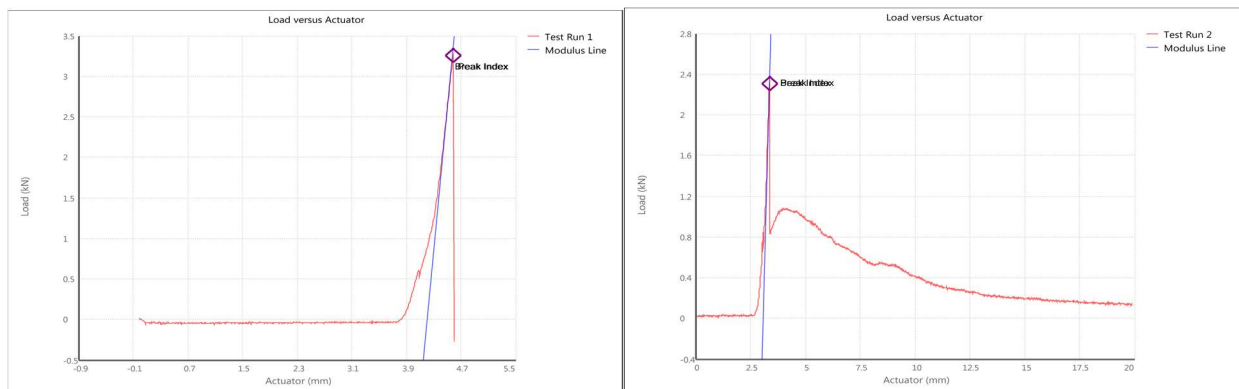 Load versus Actuator
Test Run 1
Modulus Line
3.5
3
2.5
2
1.5
1
0.5
0
-0.5
Load (kN)
Peak Index
-0.9 -0.1 0.7 1.5 2.3 3.1 3.9 4.7 5.5
Actuator (mm)
Load versus Actuator
Test Run 2
Modulus Line
2.8
2.4
2
1.6
1.2
0.8
0.4
0
-0.4
Load (kN)
0 2.5 5 7.5 10 12.5 15 17.5 20
Actuator (mm)